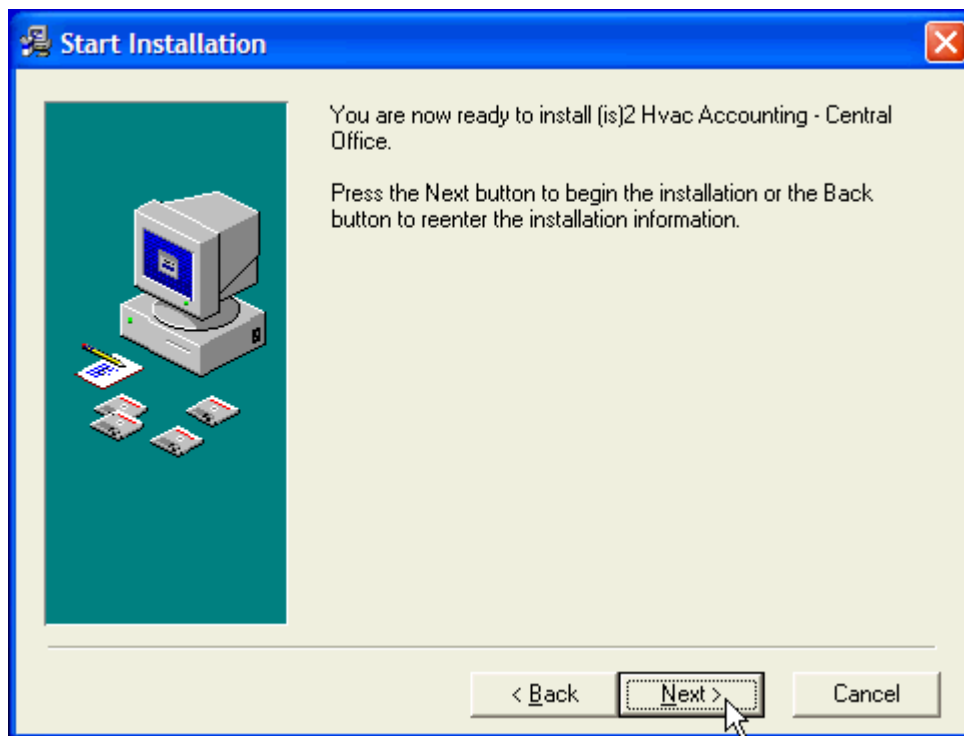 Start Installation
You are now ready to install (is)2 Hvac Accounting - Central
Office.
Press the Next button to begin the installation or the Back
button to reenter the installation information.
< Back
Next >
Cancel